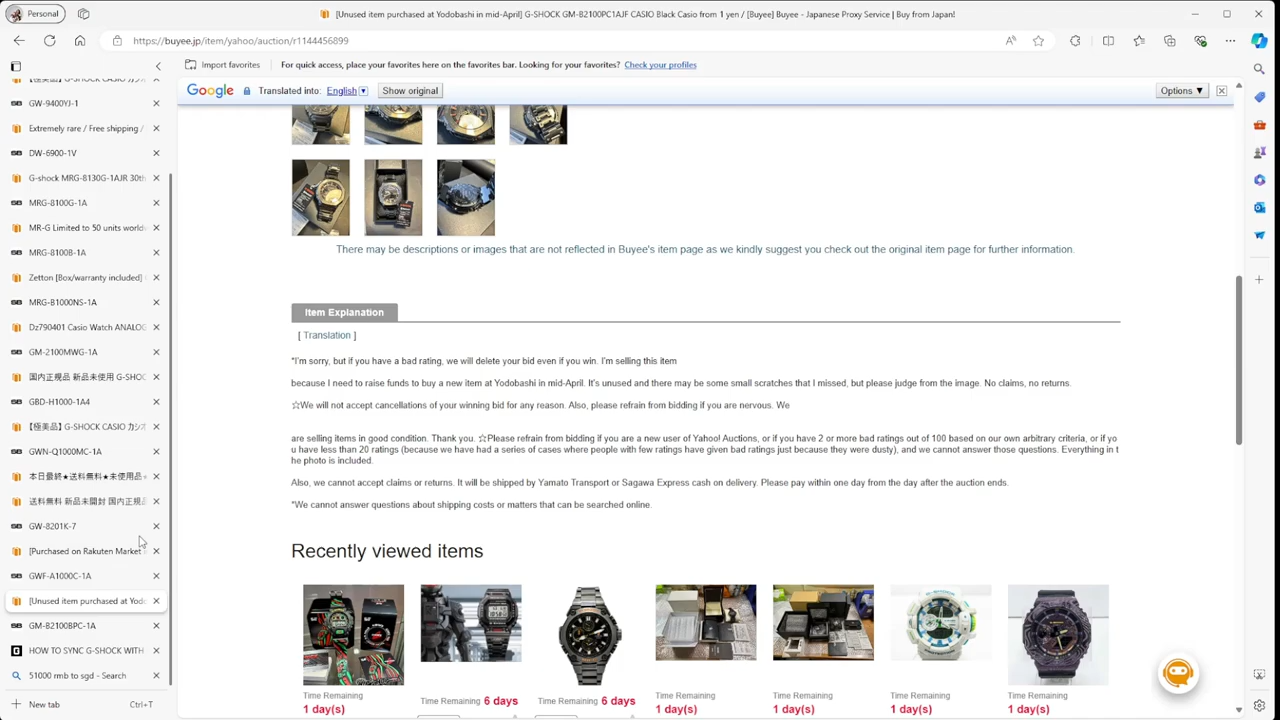 Personal
[Unused item purchased at Yodobashi in mid-April] G-SHOCK GM-B2100PC1AJF CASIO Black Casio from 1 yen / [Buyee] Buyee - Japanese Proxy Service | Buy from Japan!
https://buyee.jp/item/yahoo/auction/r1144456899
Import favorites
For quick access, place your favorites here on the favorites bar. Looking for your favorites? Check your profiles
Google Translated into: English Show original Options ▼
【極美品】 G-SHOCK CASIO カシオ
GW-9400YJ-1
Extremely rare / Free shipping /
DW-6900-1V
G-shock MRG-8130G-1AJR 30th
MRG-8100G-1A
MR-G Limited to 50 units world
MRG-8100B-1A
Zetton [Box/warranty included]
MRG-B1000NS-1A
Dz790401 Casio Watch ANALOG
GM-2100MWG-1A
国内正規品 新品未使用 G-SHOC
GBD-H1000-1A4
【極美品】 G-SHOCK CASIO カシオ
GWN-Q1000MC-1A
本日最終★送料無料★未使用品★
送料無料 新品未開封 国内正規品
GW-8201K-7
[Purchased on Rakuten Market
GWF-A1000C-1A
[Unused item purchased at Yodo
GM-B2100BPC-1A
HOW TO SYNC G-SHOCK WITH
51000 rmb to sgd - Search
New tab Ctrl+T
There may be descriptions or images that are not reflected in Buyee's item page as we kindly suggest you check out the original item page for further information.
Item Explanation
[ Translation ]
*I'm sorry, but if you have a bad rating, we will delete your bid even if you win. I'm selling this item
because I need to raise funds to buy a new item at Yodobashi in mid-April. It's unused and there may be some small scratches that I missed, but please judge from the image. No claims, no returns.
☆We will not accept cancellations of your winning bid for any reason. Also, please refrain from bidding if you are nervous. We
are selling items in good condition. Thank you. ☆Please refrain from bidding if you are a new user of Yahoo! Auctions, or if you have 2 or more bad ratings out of 100 based on our own arbitrary criteria, or if yo
u have less than 20 ratings (because we have had a series of cases where people with few ratings have given bad ratings just because they were dusty), and we cannot answer those questions. Everything in t
he photo is included.
Also, we cannot accept claims or returns. It will be shipped by Yamato Transport or Sagawa Express cash on delivery. Please pay within one day from the day after the auction ends.
*We cannot answer questions about shipping costs or matters that can be searched online.
Recently viewed items
Time Remaining
1 day(s)
Time Remaining 6 days
Time Remaining 6 days
Time Remaining
1 day(s)
Time Remaining
1 day(s)
Time Remaining
1 day(s)
Time Remaining
1 day(s)